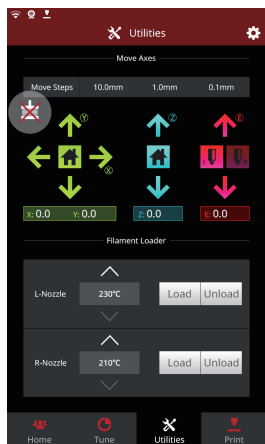 Utilities
Move Axes
Move Steps 10.0mm 1.0mm 0.1mm
Y Z E
X
X: 0.0 Y: 0.0 Z: 0.0 E: 0.0
Filament Loader
L-Nozzle 230℃ Load Unload
R-Nozzle 210℃ Load Unload
Home Tune Utilities Print